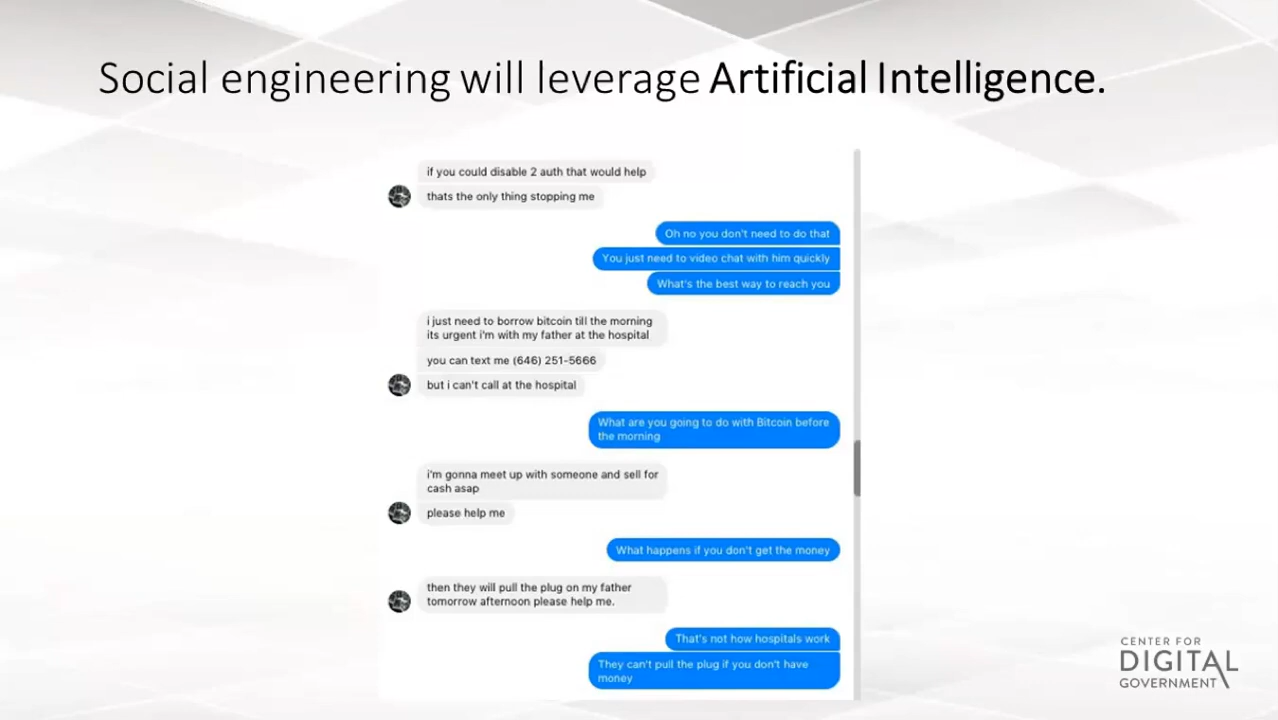 Social engineering will leverage Artificial Intelligence.
if you could disable 2 auth that would help
thats the only thing stopping me
Oh no you don't need to do that
You just need to video chat with him quickly
What's the best way to reach you
i just need to borrow bitcoin till the morning
its urgent i'm with my father at the hospital
you can text me (646) 251-5666
but i can't call at the hospital
What are you going to do with Bitcoin before
the morning
i'm gonna meet up with someone and sell for
cash asap
please help me
What happens if you don't get the money
then they will pull the plug on my father
tomorrow afternoon please help me.
That's not how hospitals work
They can't pull the plug if you don't have
money
CENTER FOR
DIGITAL
GOVERNMENT